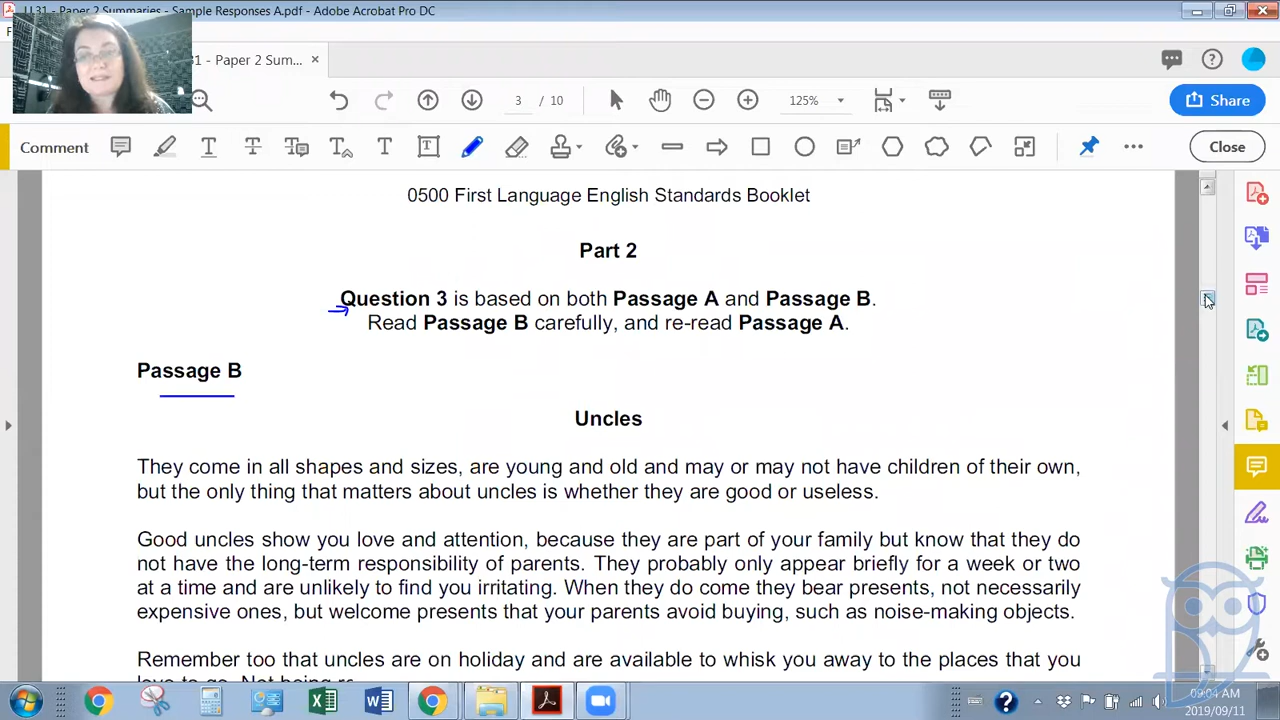 U31 - Paper 2 Summaries - Sample Responses A.pdf - Adobe Acrobat Pro DC
31 - Paper 2 Sum... ×
3 / 10
125%
Share
Comment
Close
0500 First Language English Standards Booklet
Part 2
Question 3 is based on both Passage A and Passage B.
Read Passage B carefully, and re-read Passage A.
Passage B
Uncles
They come in all shapes and sizes, are young and old and may or may not have children of their own,
but the only thing that matters about uncles is whether they are good or useless.
Good uncles show you love and attention, because they are part of your family but know that they do
not have the long-term responsibility of parents. They probably only appear briefly for a week or two
at a time and are unlikely to find you irritating. When they do come they bear presents, not necessarily
expensive ones, but welcome presents that your parents avoid buying, such as noise-making objects.
Remember too that uncles are on holiday and are available to whisk you away to the places that you
love to go. Not being
09:04 AM
2019/09/11